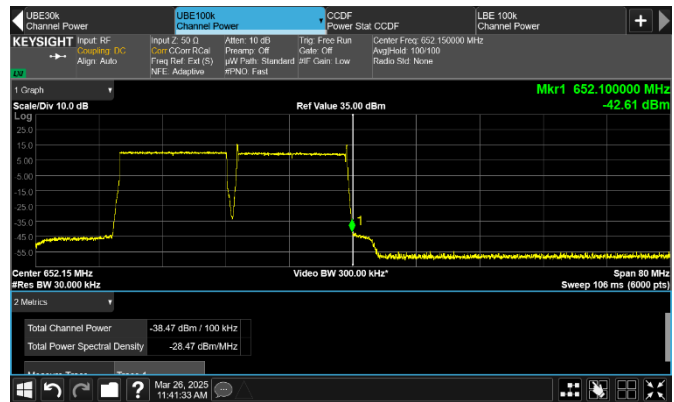 UBE30k
Channel Power
UBE100k
Channel Power
CCDF
Power Stat CCDF
LBE 100k
Channel Power
KEYSIGHT
Input: RF
Coupling: DC
Align: Auto
LXI
Input Z: 50 Ω
Corr CCorr RCal
Freq Ref: Ext (S)
NFE: Adaptive
Atten: 10 dB
Preamp: Off
µW Path: Standard
#PNO: Fast
Trig: Free Run
Gate: Off
#IF Gain: Low
Center Freq: 652.150000 MHz
Avg|Hold: 100/100
Radio Std: None
1 Graph
Mkr1 652.100000 MHz
-42.61 dBm
Scale/Div 10.0 dB
Ref Value 35.00 dBm
Log
25.0
15.0
5.00
-5.00
-15.0
-25.0
-35.0
-45.0
-55.0
1
Center 652.15 MHz
Video BW 300.00 kHz*
Span 80 MHz
#Res BW 30.000 kHz
Sweep 106 ms (6000 pts)
2 Metrics
Total Channel Power -38.47 dBm / 100 kHz
Total Power Spectral Density -28.47 dBm/MHz
Mar 26, 2025
11:41:33 AM